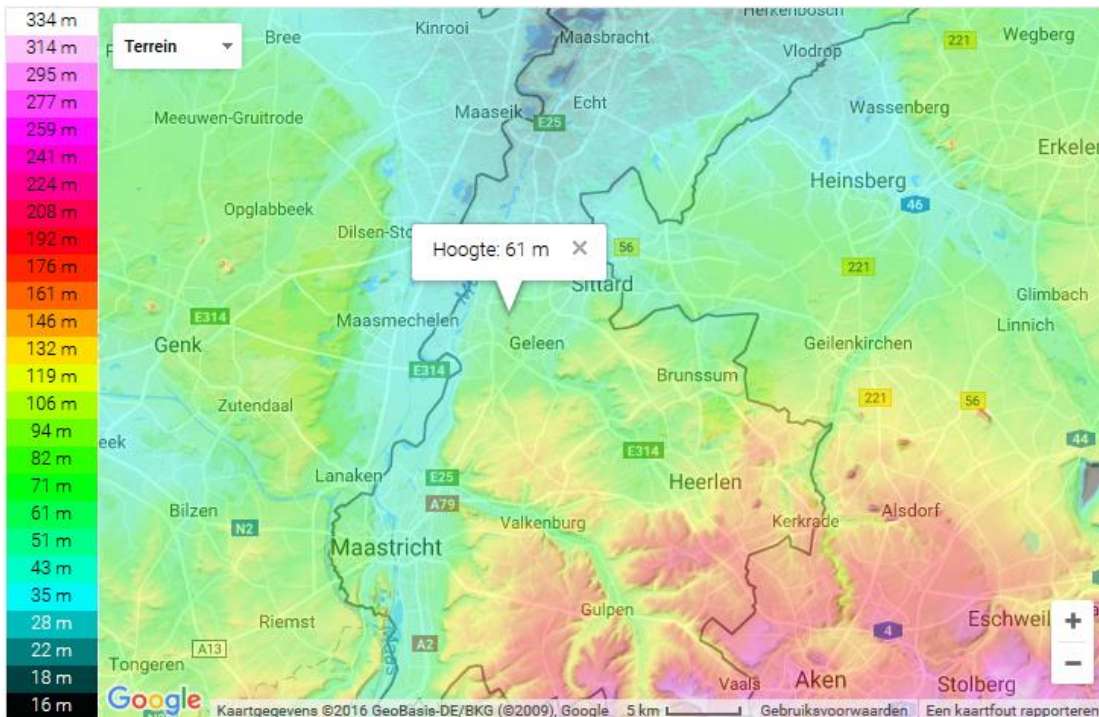 334 m
314 m
295 m
277 m
259 m
241 m
224 m
208 m
192 m
176 m
161 m
146 m
132 m
119 m
106 m
94 m
82 m
71 m
61 m
51 m
43 m
35 m
28 m
22 m
18 m
16 m
Terrein
Bree
Kinrooi
Maasbracht
Herkenbosch
Vlodrop
221
Wegberg
Meeuwen-Gruitrode
Maaseik
Echt
E25
Wassenberg
Erkele
Heinsberg
46
Opglabbeek
Dilsen-Sto
Hoogte: 61 m
56
Sittard
221
Glimbach
Linnich
E314
Genk
Maasmechelen
Geleen
Geilenkirchen
E314
Brunssum
221
56
Zutendaal
eek
44
E314
Lanaken
E25
Heerlen
A79
Bilzen
N2
Valkenburg
Kerkrade
Alsdorf
Maastricht
Gulpen
Riemst
Eschweil
4
A13
A2
Maas
Tongeren
Vaals
Aken
Stolberg
Google
Kaartgegevens ©2016 GeoBasis-DE/BKG (©2009), Google
5 km
Gebruiksvoorwaarden
Een kaartfout rapporteren